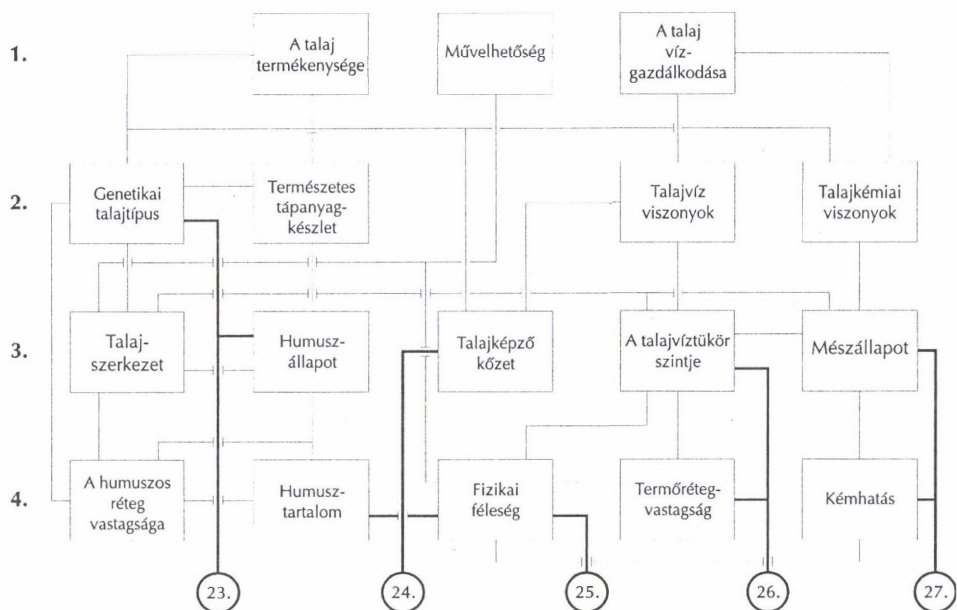 1.
A talaj
termékenysége
Művelhetőség
A talaj
víz-
gazdálkodása
2.
Genetikai
talajtípus
Természetes
tápanyag-
készlet
Talajvíz
viszonyok
Talajkémiai
viszonyok
3.
Talaj-
szerkezet
Humusz-
állapot
Talajképző
kőzet
A talajvíztükör
szintje
Mészállapot
4.
A humuszos
réteg
vastagsága
Humusz-
tartalom
Fizikai
féleség
Termőréteg-
vastagság
Kémhatás
23.
24.
25.
26.
27.